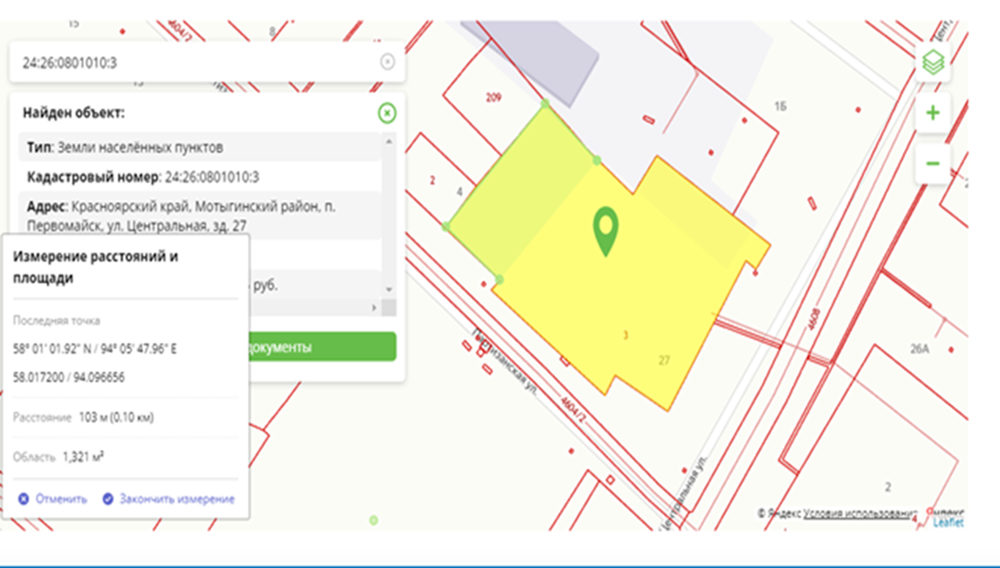 15
8
4604/2
24:26:0801010:3
Найден объект:
Тип: Земли населённых пунктов
Кадастровый номер: 24:26:0801010:3
Адрес: Красноярский край, Мотыгинский район, п.
Первомайск, ул. Центральная, зд. 27
руб.
документы
Измерение расстояний и
площади
Последняя точка
58° 01' 01.92" N / 94° 05' 47.96" E
58.017200 / 94.096656
Расстояние 103 м (0.10 км)
Область 1,321 м²
Отменить Закончить измерение
209
1Б
2
4
3
27
Партизанская ул.
4604/2
4608
26А
Центральная ул.
2
© Яндекс Условия использования
Яндекс
4
Leaflet